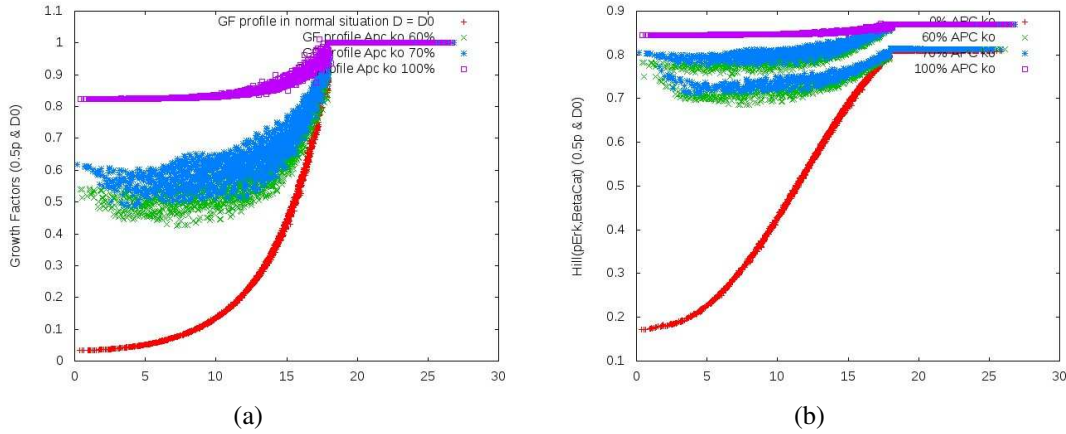 GF profile in normal situation D = D0
GF profile Apc ko 60%
GF profile Apc ko 70%
profile Apc ko 100%
Growth Factors (0.5p & D0)
1.1
1
0.9
0.8
0.7
0.6
0.5
0.4
0.3
0.2
0.1
0
0 5 10 15 20 25 30
(a)
0% APC ko
60% APC ko
70% APC ko
100% APC ko
Hill(pErk,BetaCat) (0.5p & D0)
0.9
0.8
0.7
0.6
0.5
0.4
0.3
0.2
0.1
0 5 10 15 20 25 30
(b)